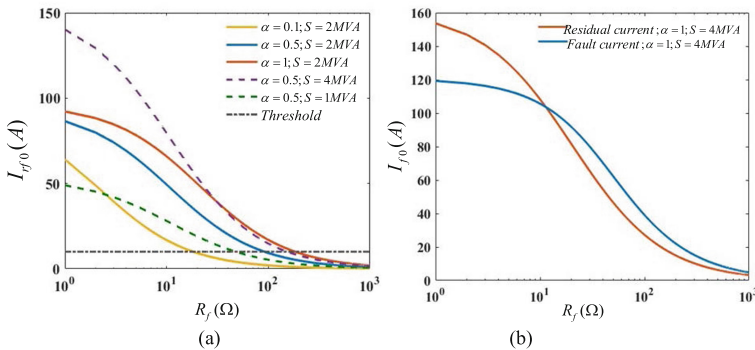 α = 0.1; S = 2MVA
α = 0.5; S = 2MVA
α = 1; S = 2MVA
α = 0.5; S = 4MVA
α = 0.5; S = 1MVA
Threshold
150
100
50
0
I_rf0 (A)
10^0
10^1
10^2
10^3
R_f (Ω)
(a)
Residual current ; α = 1; S = 4MVA
Fault current ; α = 1; S = 4MVA
160
140
120
100
80
60
40
20
0
I_f0 (A)
10^0
10^1
10^2
10^3
R_f (Ω)
(b)